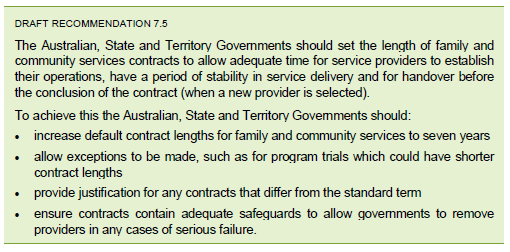 DRAFT RECOMMENDATION 7.5
The Australian, State and Territory Governments should set the length of family and
community services contracts to allow adequate time for service providers to establish
their operations, have a period of stability in service delivery and for handover before
the conclusion of the contract (when a new provider is selected).
To achieve this the Australian, State and Territory Governments should:
• increase default contract lengths for family and community services to seven years
• allow exceptions to be made, such as for program trials which could have shorter
contract lengths
• provide justification for any contracts that differ from the standard term
• ensure contracts contain adequate safeguards to allow governments to remove
providers in any cases of serious failure.